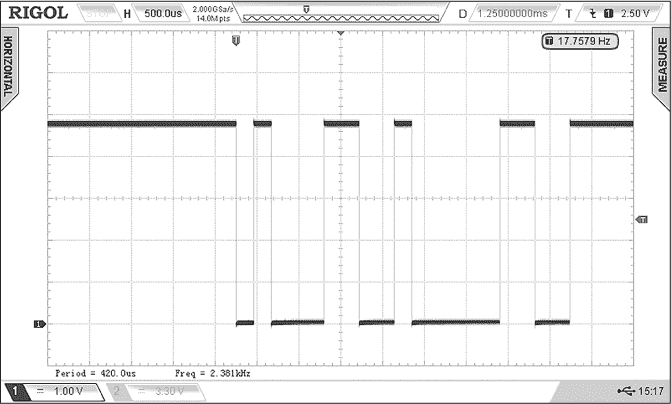 RIGOL STOP H 500.0us 2.000GSa/s D 1.25000000ms T 1 2.50 V
14.0M pts
T
HORIZONTAL
T 17.7579 Hz
MEASURE
T
1
Period = 420.0us Freq = 2.381kHz
1 = 1.00 V 2 = 3.30 V 15:17